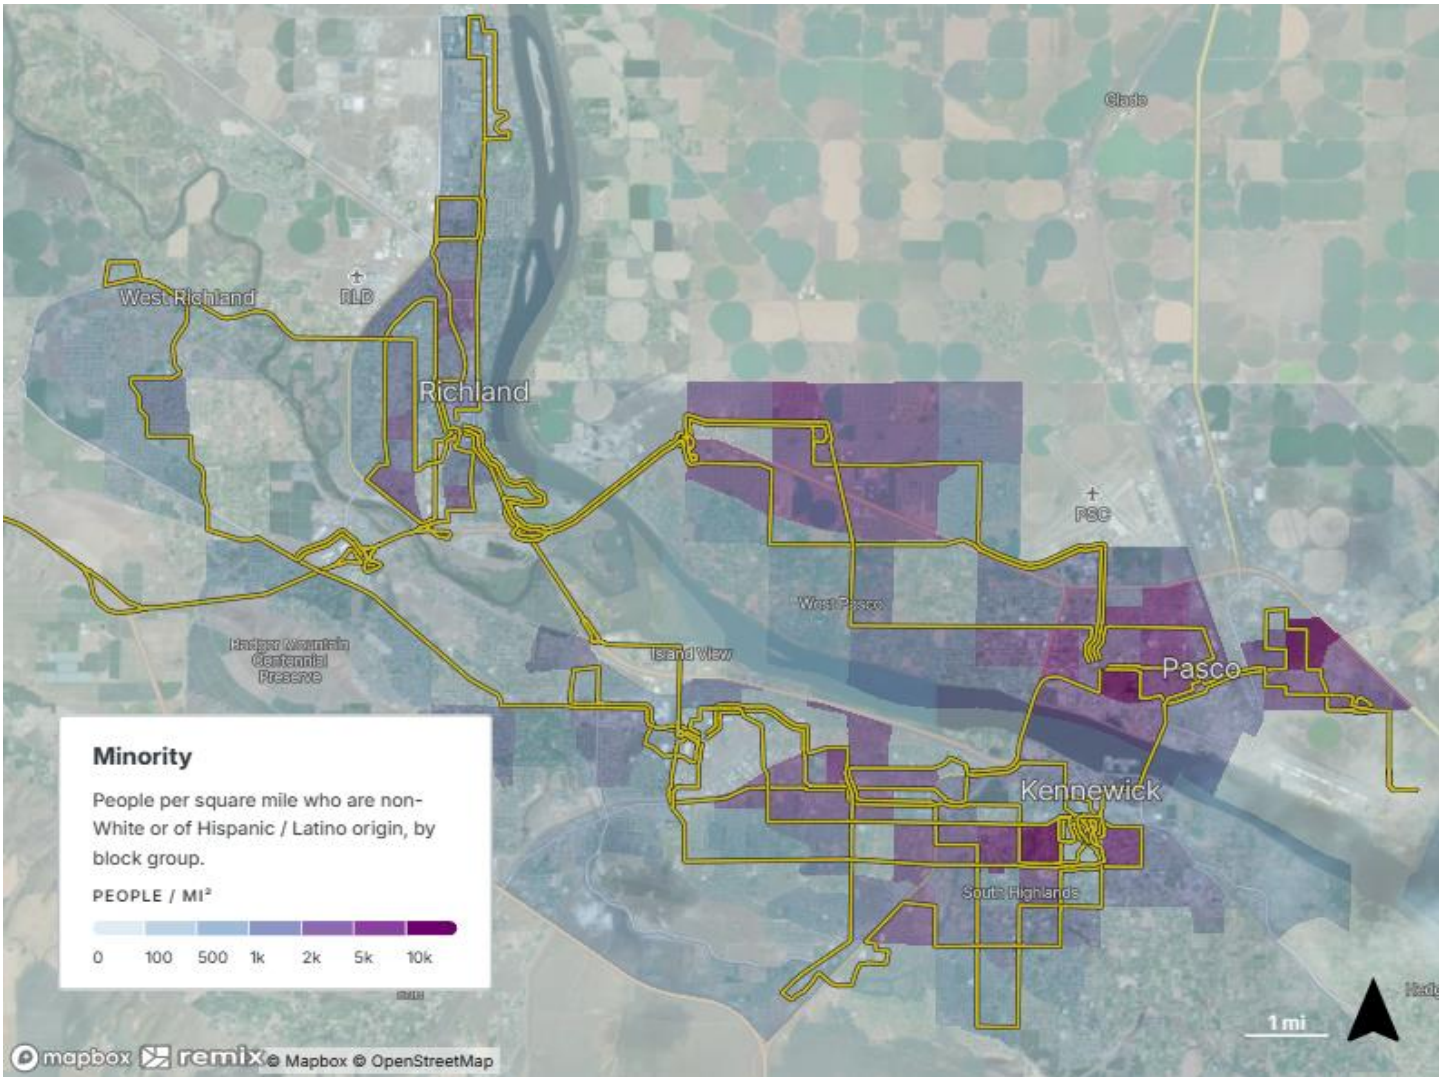 Glade
West Richland
RLD
Richland
PSC
West Pasco
Badger Mountain
Centennial
Preserve
Island View
Pasco
Kennewick
South Highlands
Minority
People per square mile who are non-
White or of Hispanic / Latino origin, by
block group.
PEOPLE / MI²
0 100 500 1k 2k 5k 10k
1 mi
mapbox remix © Mapbox © OpenStreetMap